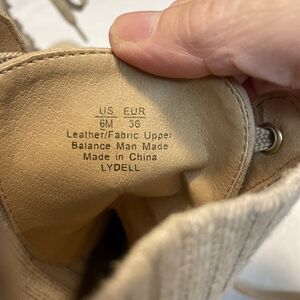 US EUR
6M 36
Leather/Fabric Upper
Balance Man Made
Made in China
LYDELL